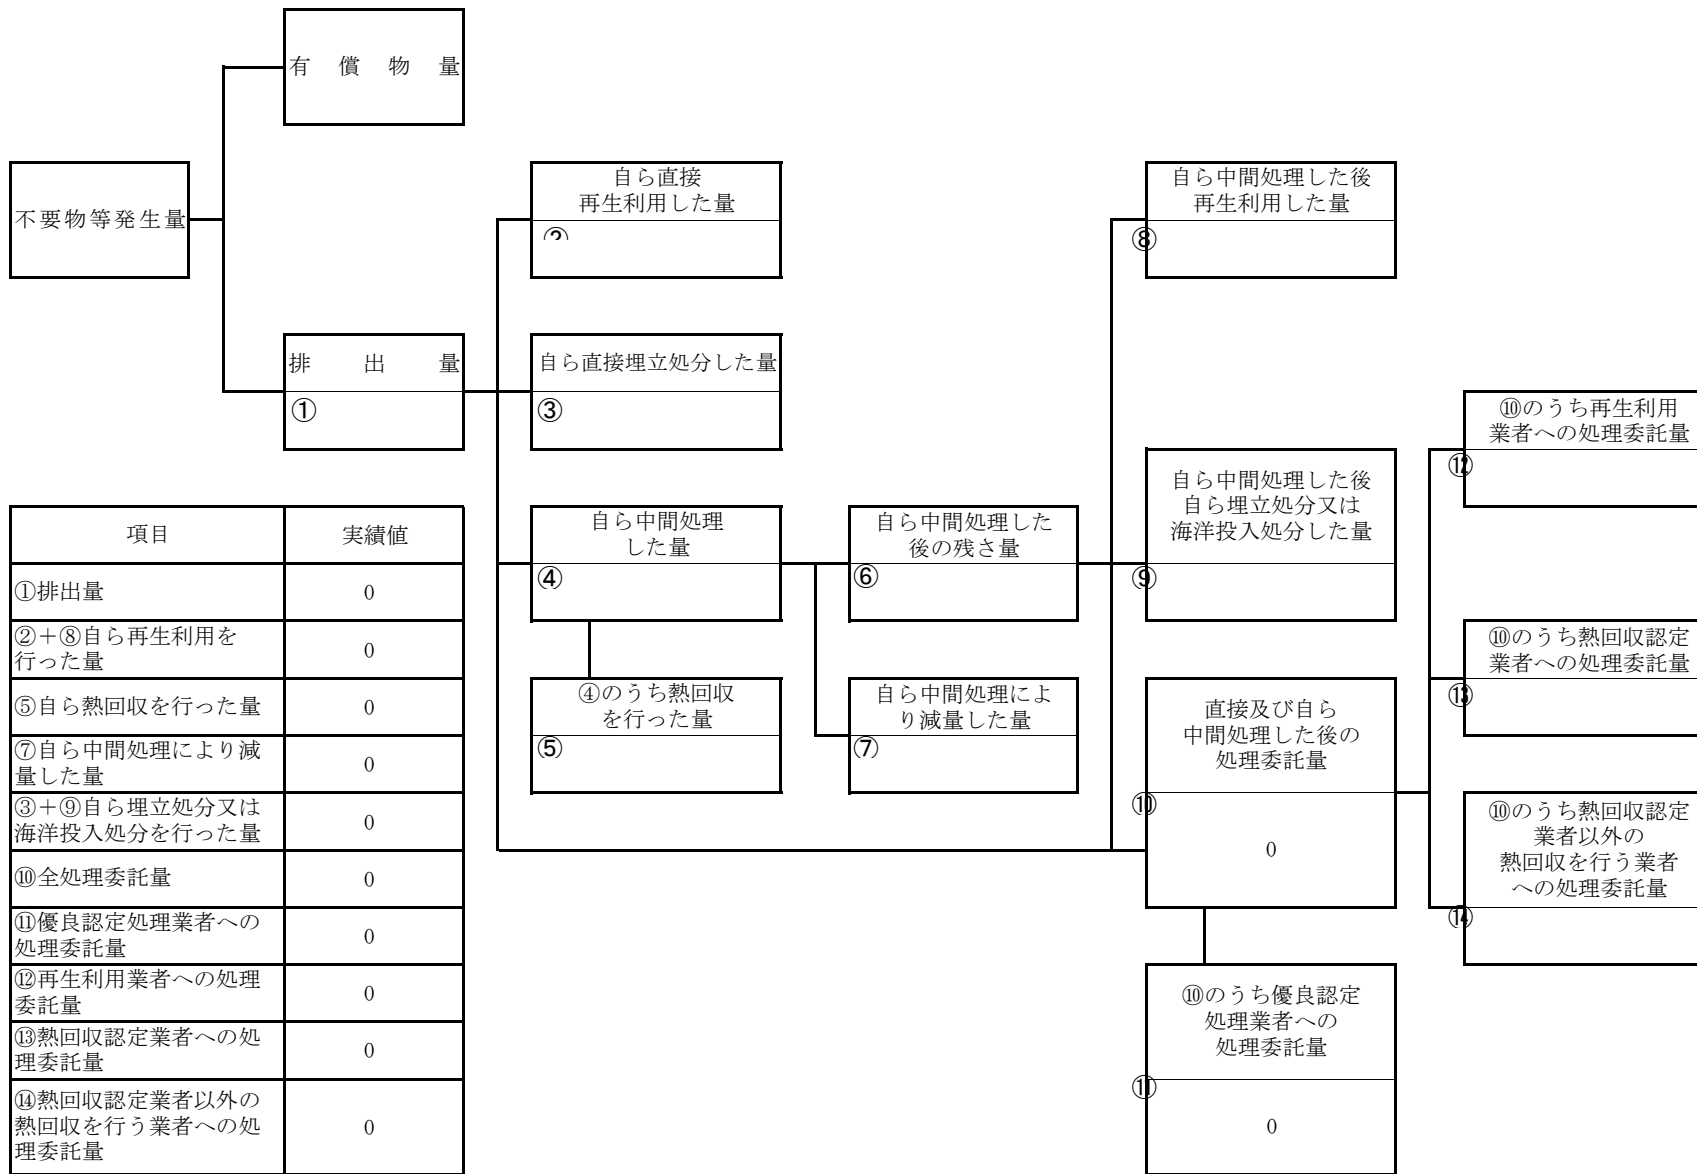 有償物量
不要物等発生量
自ら直接
再生利用した量
②
自ら中間処理した後
再生利用した量
⑧
排出量
①
自ら直接埋立処分した量
③
⑩のうち再生利用
業者への処理委託量
⑫
自ら中間処理した後
自ら埋立処分又は
海洋投入処分した量
⑨
自ら中間処理
した量
④
自ら中間処理した
後の残さ量
⑥
⑩のうち熱回収認定
業者への処理委託量
⑬
④のうち熱回収
を行った量
⑤
自ら中間処理によ
り減量した量
⑦
直接及び自ら
中間処理した後の
処理委託量
⑩
0
⑩のうち熱回収認定
業者以外の
熱回収を行う業者
への処理委託量
⑭
⑩のうち優良認定
処理業者への
処理委託量
⑪
0
項目 実績値
①排出量 0
②+⑧自ら再生利用を
行った量 0
⑤自ら熱回収を行った量 0
⑦自ら中間処理により減
量した量 0
③+⑨自ら埋立処分又は
海洋投入処分を行った量 0
⑩全処理委託量 0
⑪優良認定処理業者への
処理委託量 0
⑫再生利用業者への処理
委託量 0
⑬熱回収認定業者への処
理委託量 0
⑭熱回収認定業者以外の
熱回収を行う業者への処
理委託量 0